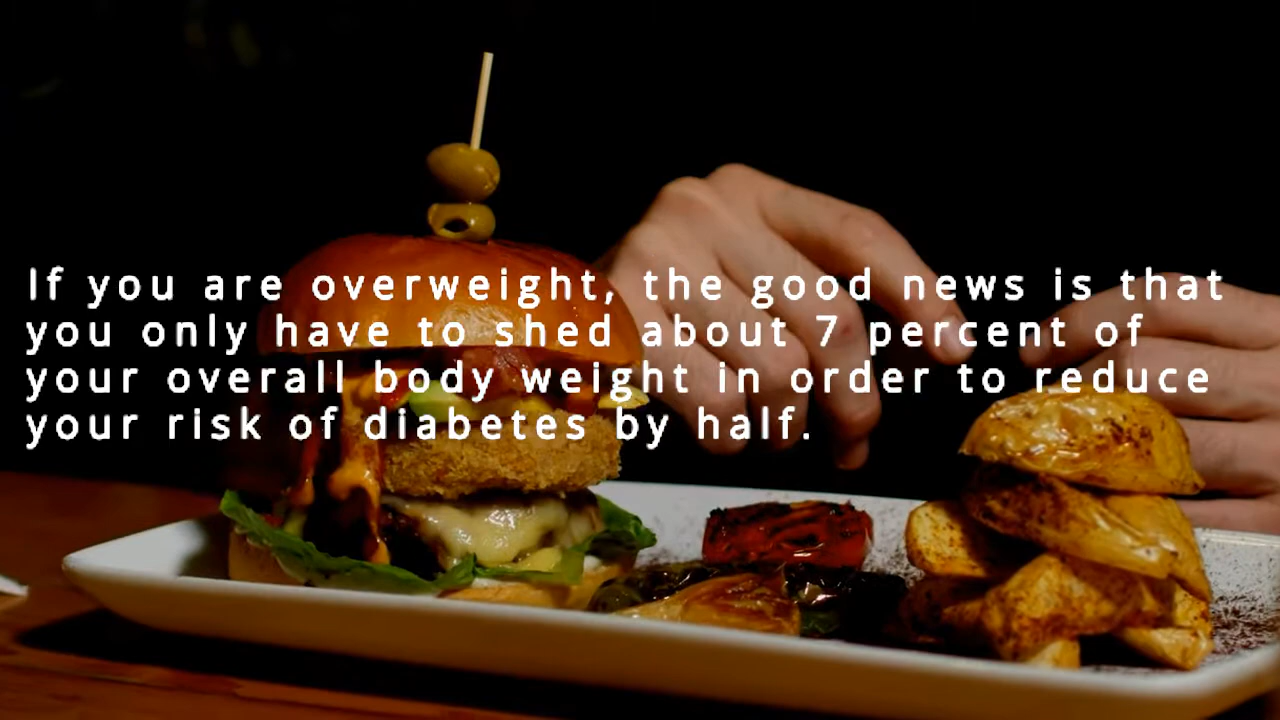 If you are overweight, the good news is that
you only have to shed about 7 percent of
your overall body weight in order to reduce
your risk of diabetes by half.